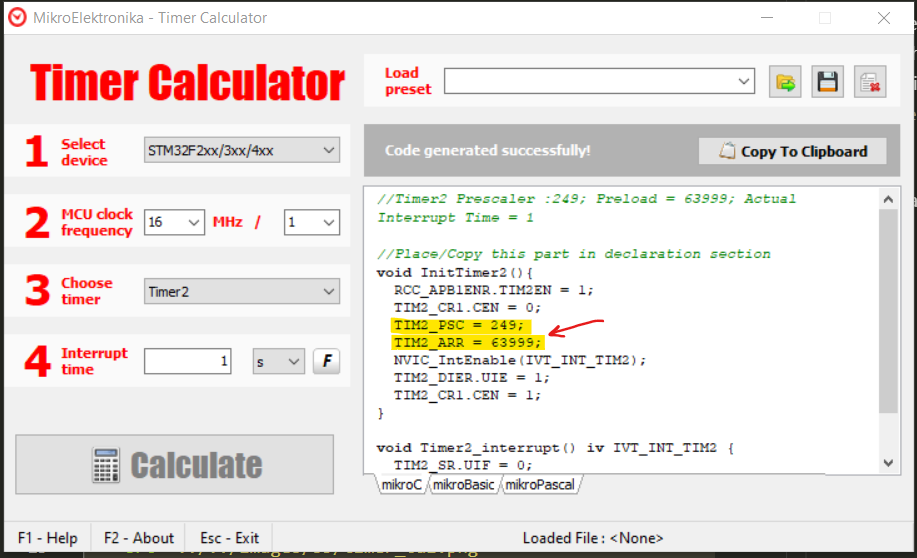 MikroElektronika - Timer Calculator
Timer Calculator
Load
preset
1 Select
device
STM32F2xx/3xx/4xx
Code generated successfully!
Copy To Clipboard
2 MCU clock
frequency
16 MHz / 1
3 Choose
timer
Timer2
4 Interrupt
time
1 s F
Calculate
//Timer2 Prescaler :249; Preload = 63999; Actual
Interrupt Time = 1
//Place/Copy this part in declaration section
void InitTimer2(){
RCC_APB1ENR.TIM2EN = 1;
TIM2_CR1.CEN = 0;
TIM2_PSC = 249;
TIM2_ARR = 63999;
NVIC_IntEnable(IVT_INT_TIM2);
TIM2_DIER.UIE = 1;
TIM2_CR1.CEN = 1;
}
void Timer2_interrupt() iv IVT_INT_TIM2 {
TIM2_SR.UIF = 0;
mikroC mikroBasic mikroPascal
F1 - Help F2 - About Esc - Exit Loaded File : <None>